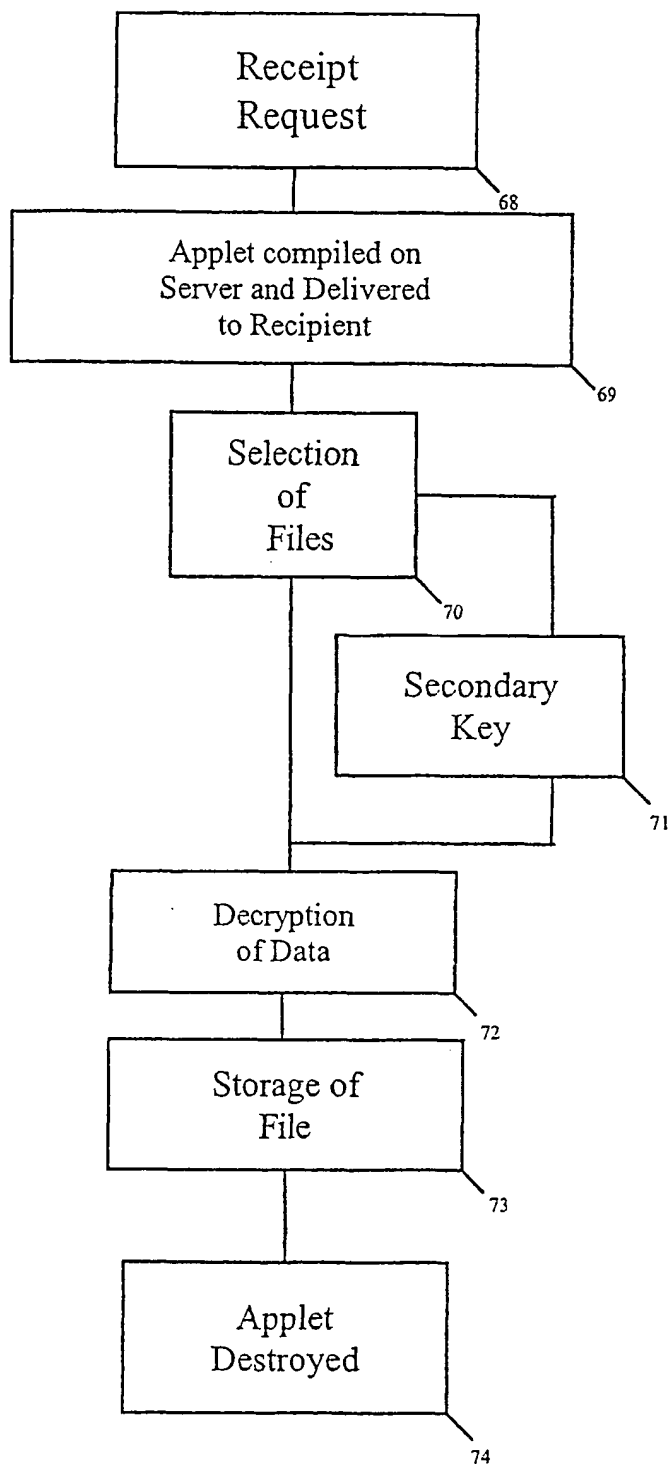 Receipt
Request
68
Applet compiled on
Server and Delivered
to Recipient
69
Selection
of
Files
70
Secondary
Key
71
Decryption
of Data
72
Storage of
File
73
Applet
Destroyed
74